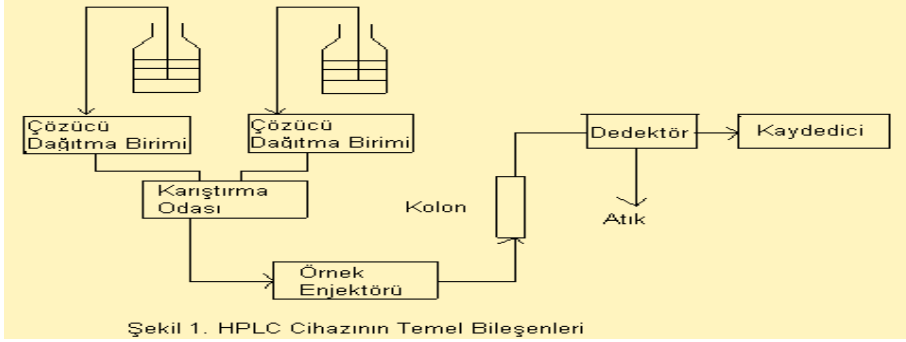 Çözücü
Dağıtma Birimi
Çözücü
Dağıtma Birimi
Karıştırma
Odası
Örnek
Enjektörü
Kolon
Dedektör
Kaydedici
Atık
Şekil 1. HPLC Cihazının Temel Bileşenleri